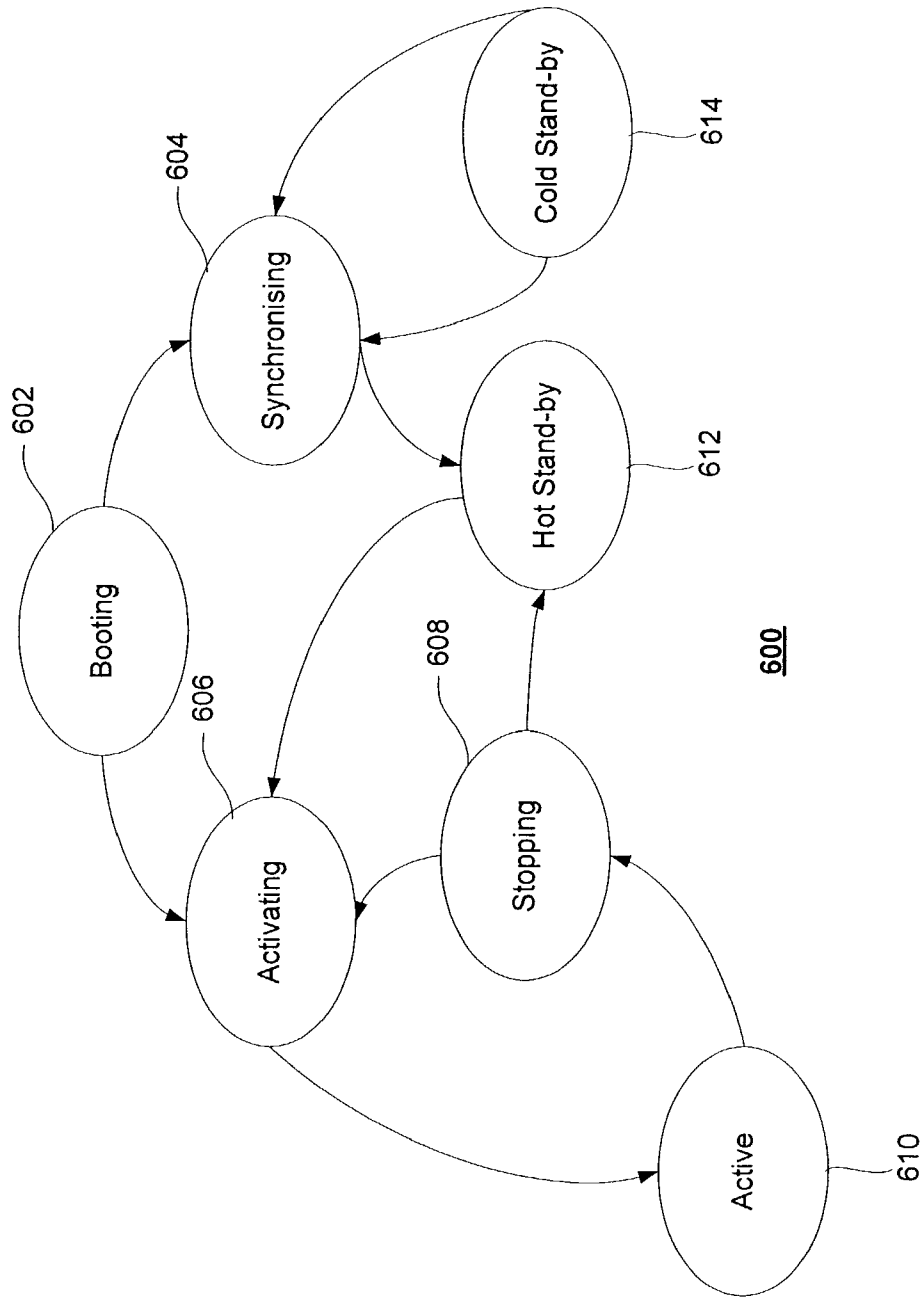 602
Booting
604
606
Synchronising
Activating
608
Stopping
Hot Stand-by
Cold Stand-by
612
614
Active
610
600